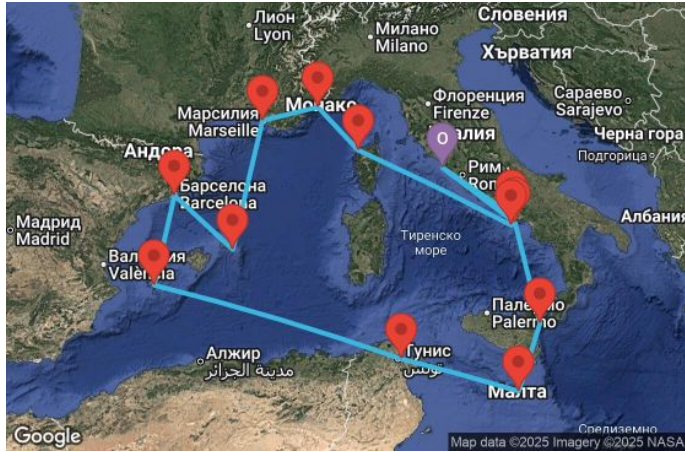 Словения
Лион
Lyon
Милано
Milano
Хърватия
Сараево
Sarajevo
Марсилия
Marseille
Монако
Флоренция
Firenze
Италия
O
Черна гора
Подгорица
Андора
Рим
Барселона
Barcelona
Албания
Мадрид
Madrid
Тиренско
море
València
Палермо
Palermo
Алжир
مدينة الجزائر
Тунис
تونس
Малта
Средиземно
Google
Map data ©2025 Imagery ©2025 NASA